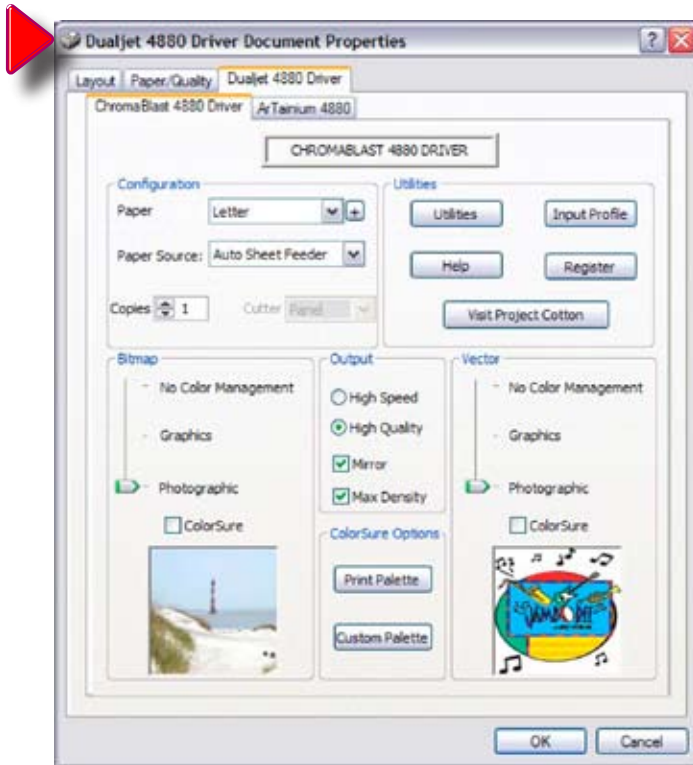 Dualjet 4880 Driver Document Properties
Layout Paper/Quality Dualjet 4880 Driver
ChromaBlast 4880 Driver ArTainium 4880
CHROMABLAST 4880 DRIVER
Configuration
Paper Letter +
Paper Source: Auto Sheet Feeder
Copies 1 Cutter Panel
Utilities
Utilities Input Profile
Help Register
Visit Project Cotton
Bitmap
No Color Management
Graphics
Photographic
ColorSure
Output
High Speed
High Quality
Mirror
Max Density
ColorSure Options
Print Palette
Custom Palette
Vector
No Color Management
Graphics
Photographic
ColorSure
JAMBOREE
OK Cancel